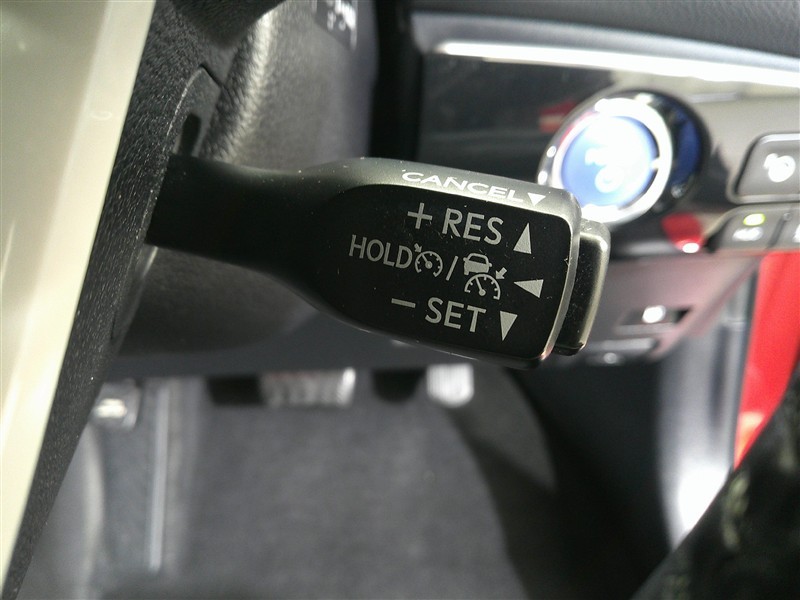 CANCEL▼
+ RES ▲
HOLD / ◀
− SET ▼